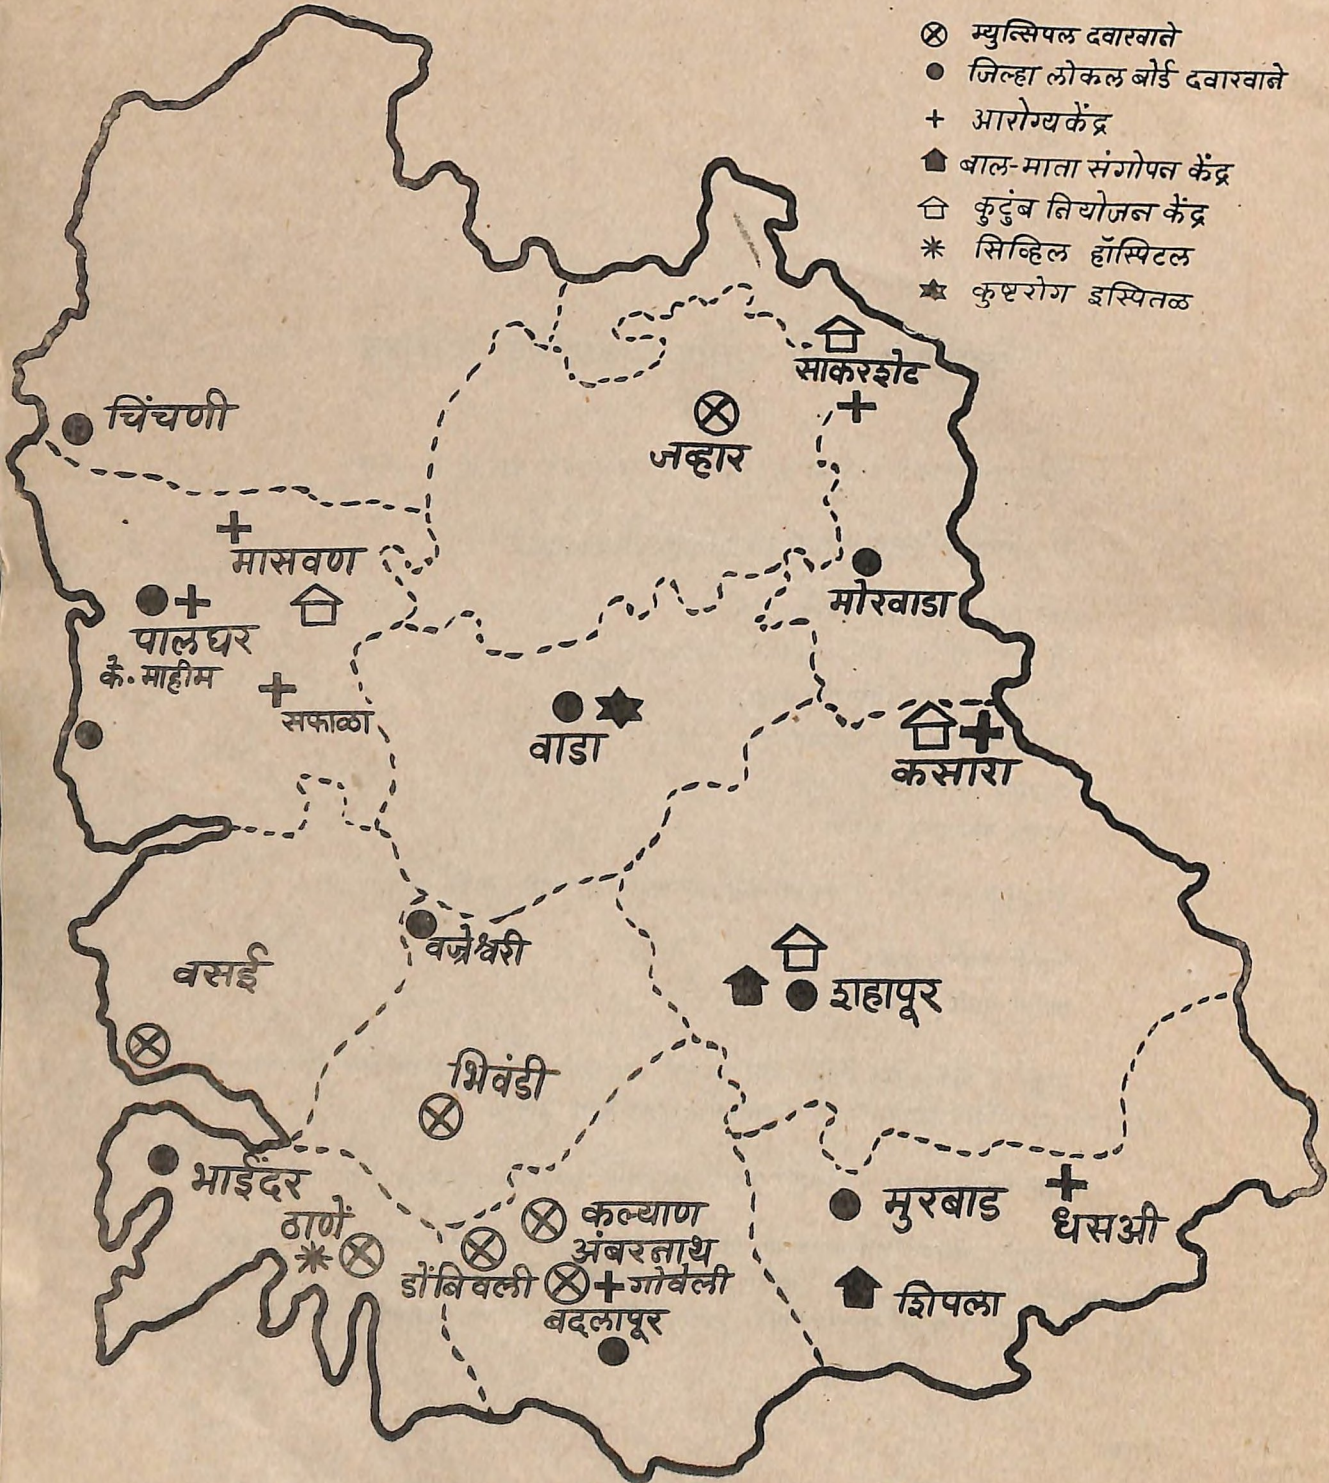 म्युन्सिपल दवाखाने
जिल्हा लोकल बोर्ड दवाखाने
आरोग्यकेंद्र
बाल-माता संगोपन केंद्र
कुटुंब नियोजन केंद्र
सिव्हिल हॉस्पिटल
कुष्टरोग इस्पितळ
साकरशेट
चिंचणी
जव्हार
मासवण
मोखाडा
पालघर
के. माहीम
सफाळा
वाडा
कसारा
वज्रेश्वरी
वसई
शहापूर
भिवंडी
भाईंदर
मुरबाड
धसई
ठाणें
कल्याण
अंबरनाथ
डोंबिवली
गोवेली
बदलापूर
शिपला